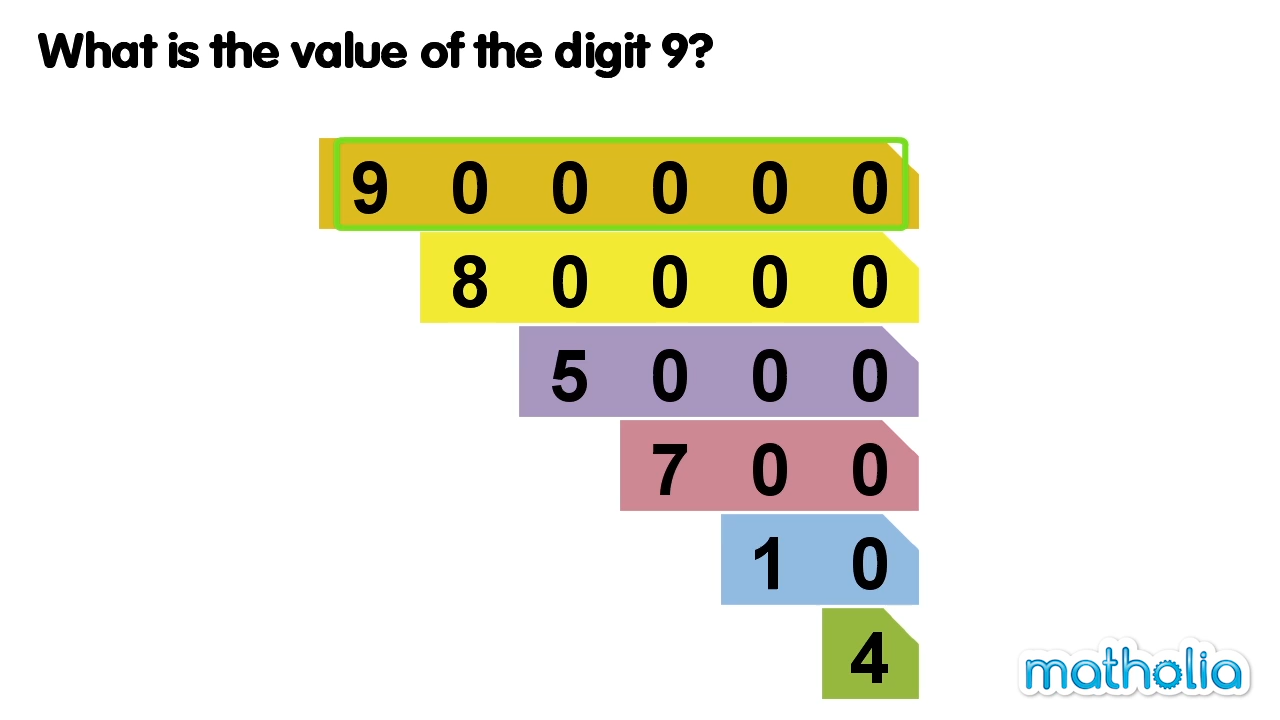 What is the value of the digit 9?
9 0 0 0 0 0
8 0 0 0 0
5 0 0 0
7 0 0
1 0
4
matholia